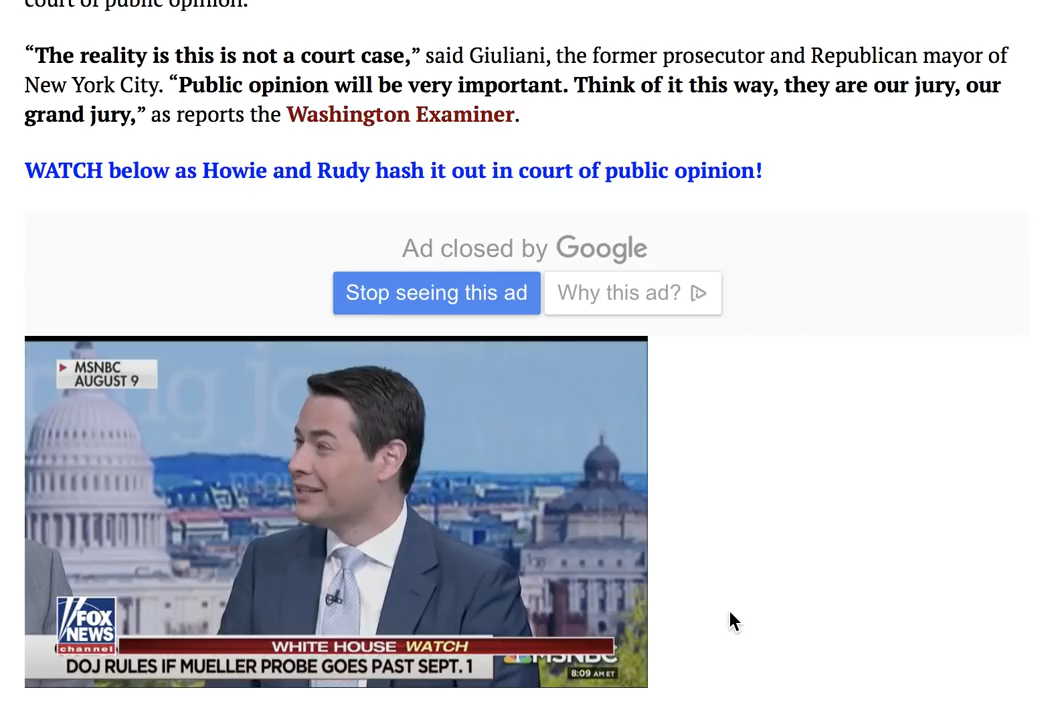 court of public opinion.
“The reality is this is not a court case,” said Giuliani, the former prosecutor and Republican mayor of
New York City. “Public opinion will be very important. Think of it this way, they are our jury, our
grand jury,” as reports the Washington Examiner.
WATCH below as Howie and Rudy hash it out in court of public opinion!
Ad closed by Google
Stop seeing this ad
Why this ad?
MSNBC
AUGUST 9
FOX
NEWS
channel
WHITE HOUSE WATCH
DOJ RULES IF MUELLER PROBE GOES PAST SEPT. 1
MSNBC
8:09 AM ET